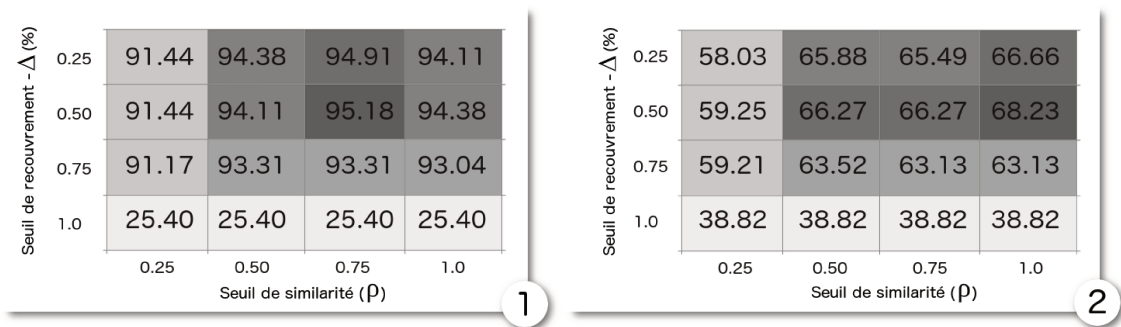 Seuil de recouvrement - Δ (%)
0.25 91.44 94.38 94.91 94.11
0.50 91.44 94.11 95.18 94.38
0.75 91.17 93.31 93.31 93.04
1.0 25.40 25.40 25.40 25.40
0.25 0.50 0.75 1.0
Seuil de similarité (ρ)
1
Seuil de recouvrement - Δ (%)
0.25 58.03 65.88 65.49 66.66
0.50 59.25 66.27 66.27 68.23
0.75 59.21 63.52 63.13 63.13
1.0 38.82 38.82 38.82 38.82
0.25 0.50 0.75 1.0
Seuil de similarité (ρ)
2